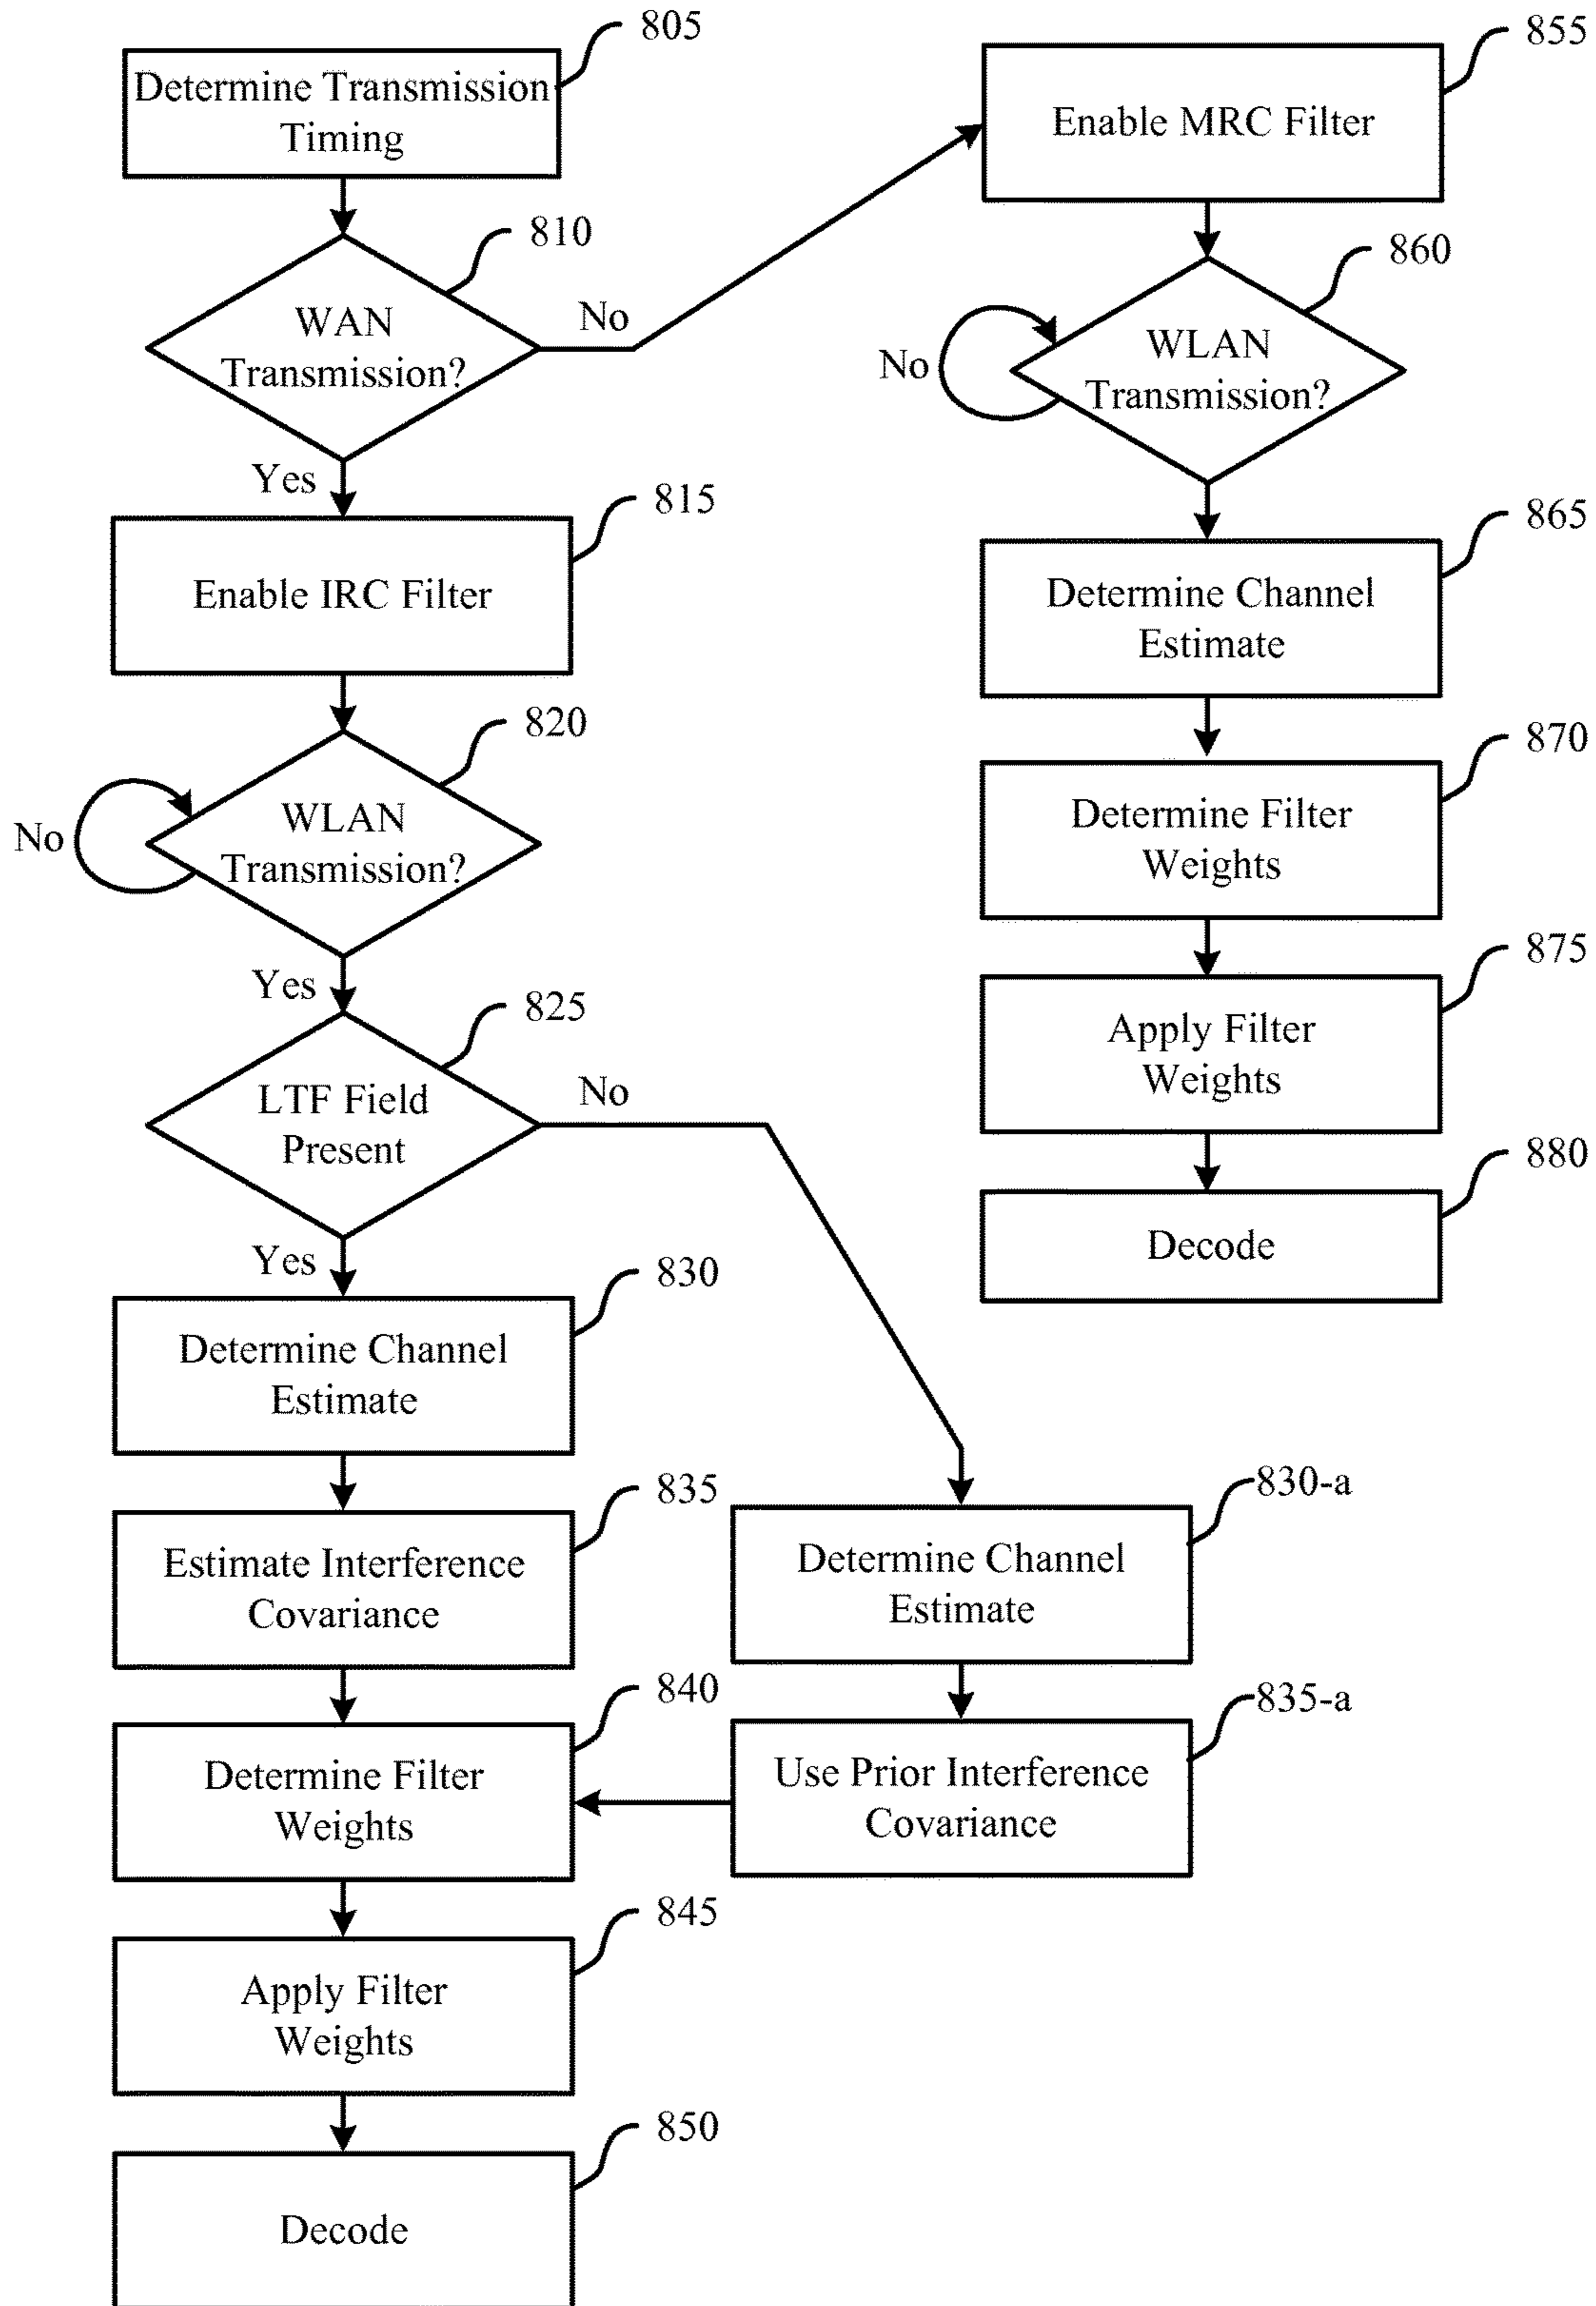 805
Determine Transmission
Timing
810
WAN
Transmission?
No
Yes
815
Enable IRC Filter
820
WLAN
Transmission?
No
Yes
825
LTF Field
Present
No
Yes
830
Determine Channel
Estimate
835
Estimate Interference
Covariance
840
Determine Filter
Weights
845
Apply Filter
Weights
850
Decode
830-a
Determine Channel
Estimate
835-a
Use Prior Interference
Covariance
855
Enable MRC Filter
860
WLAN
Transmission?
No
865
Determine Channel
Estimate
870
Determine Filter
Weights
875
Apply Filter
Weights
880
Decode